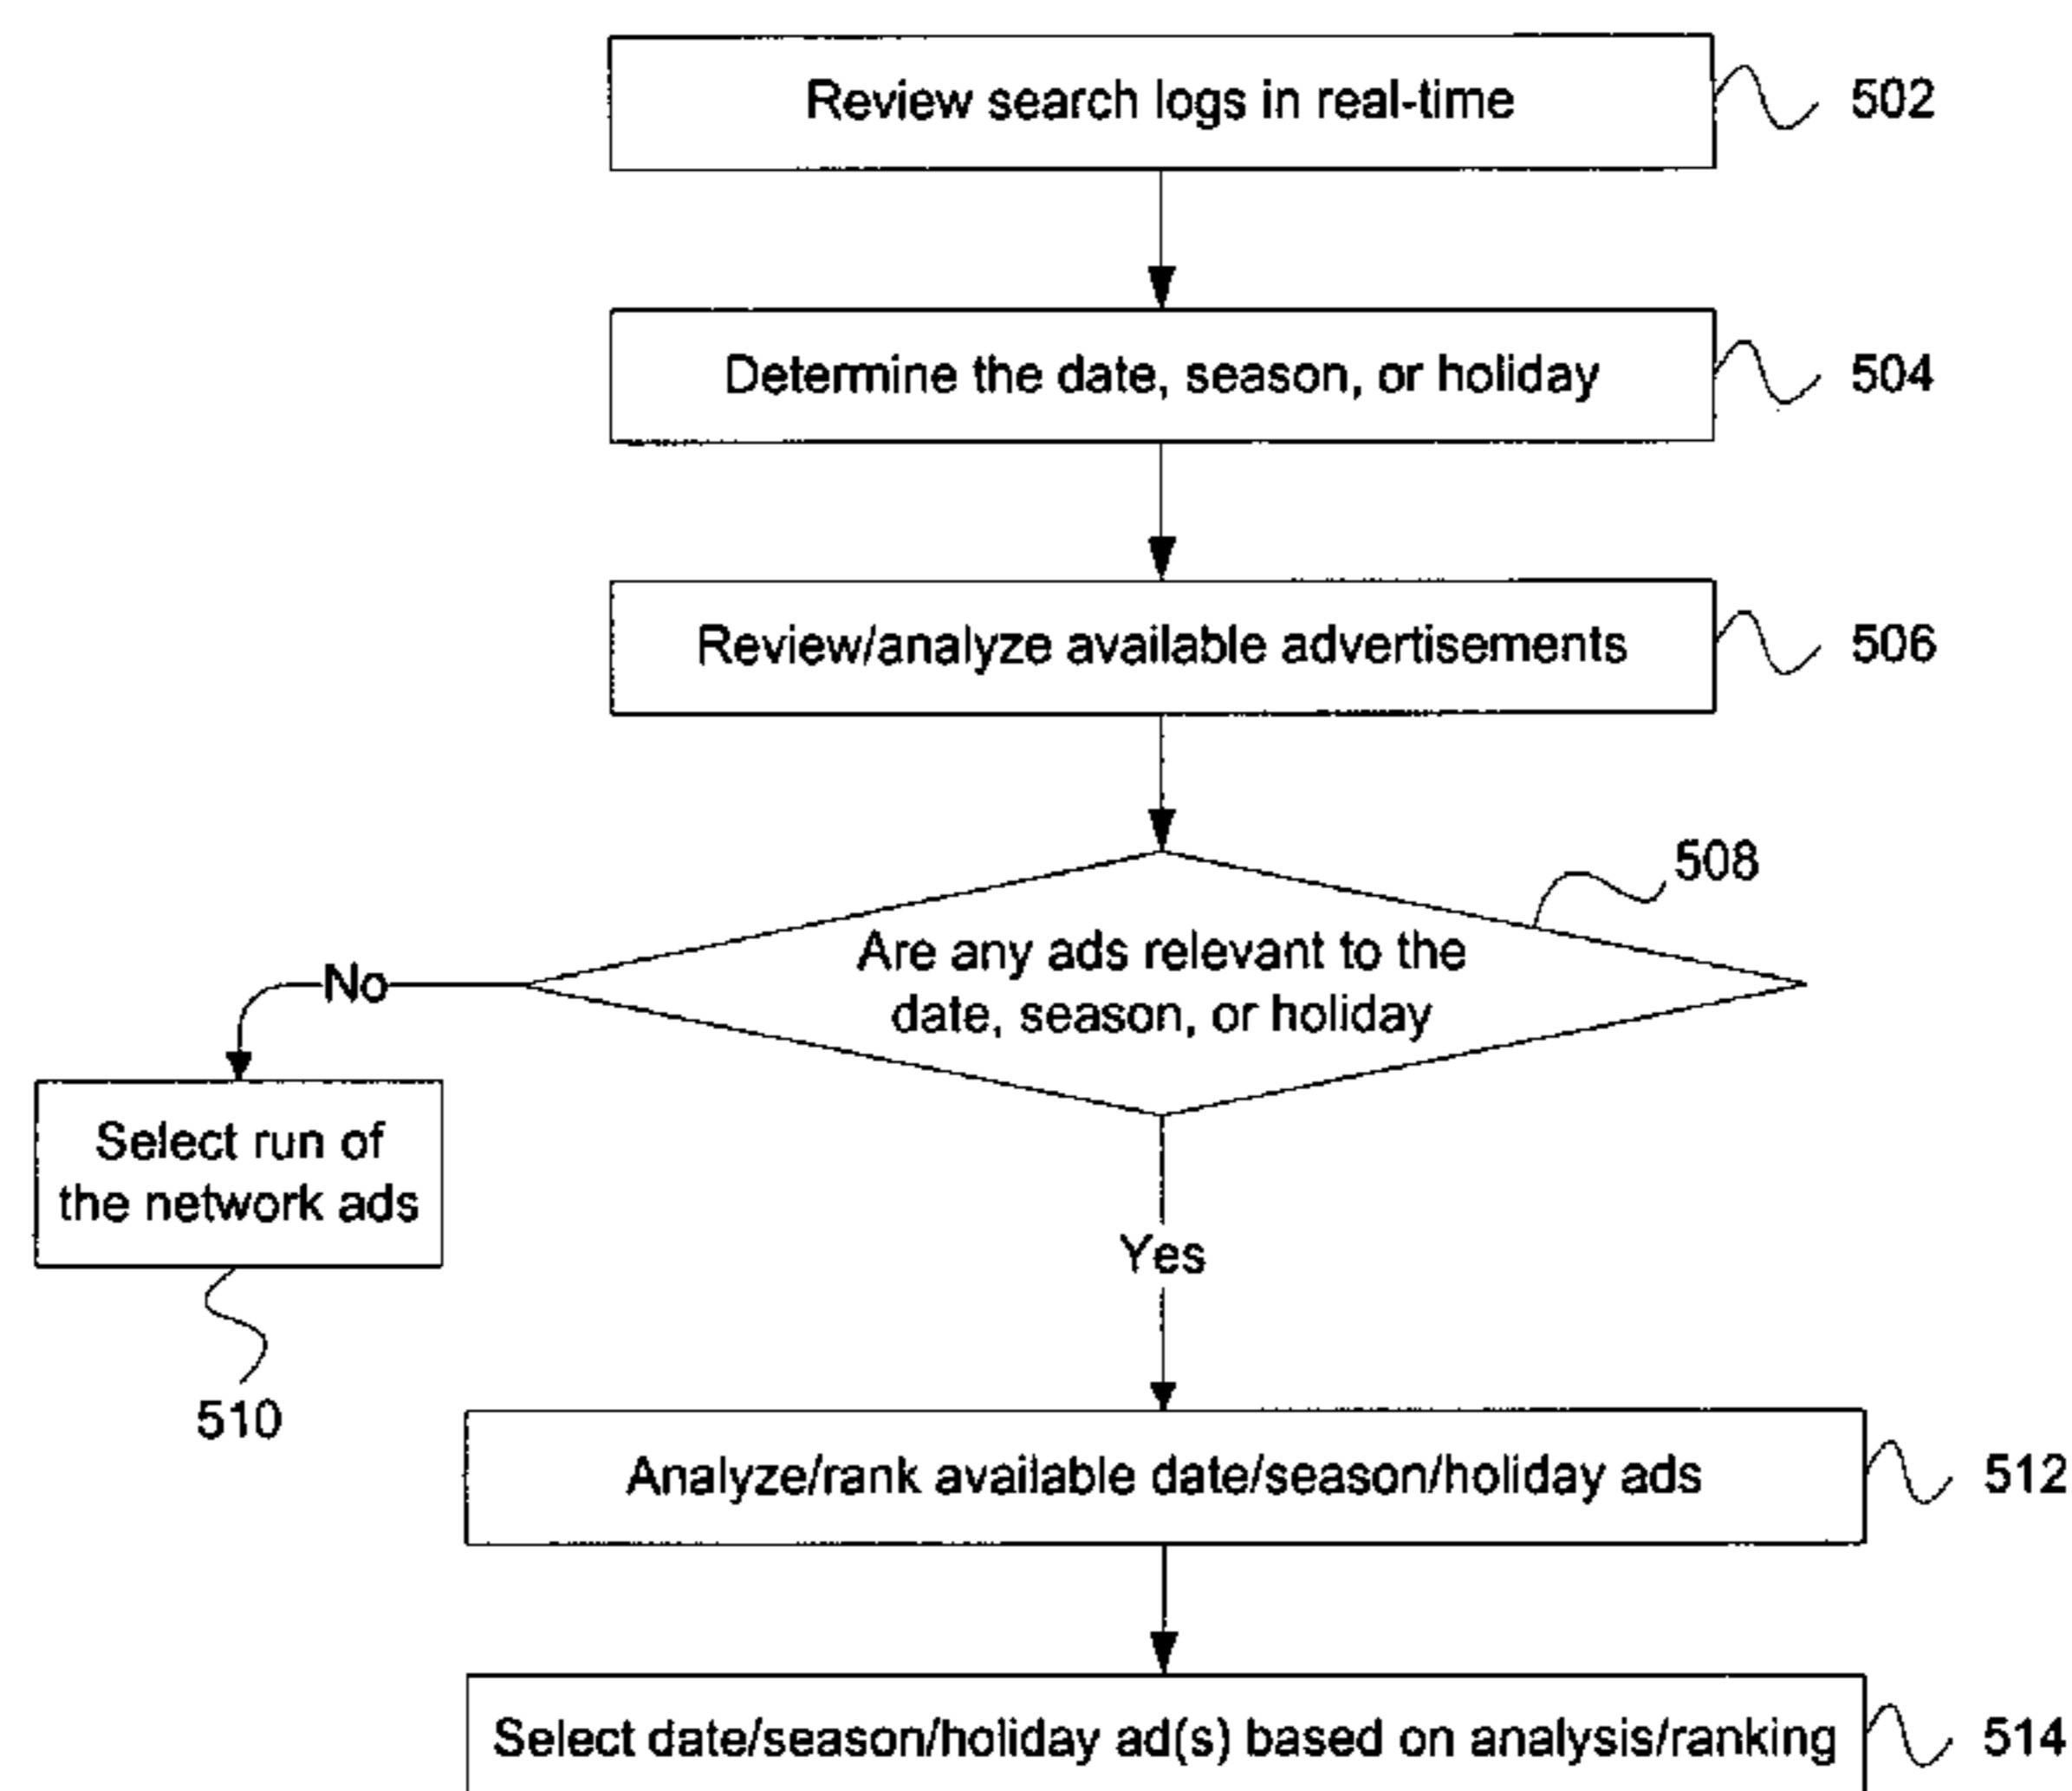 Review search logs in real-time
502
Determine the date, season, or holiday
504
Review/analyze available advertisements
506
508
Are any ads relevant to the
date, season, or holiday
No
Select run of
the network ads
510
Yes
Analyze/rank available date/season/holiday ads
512
Select date/season/holiday ad(s) based on analysis/ranking
514